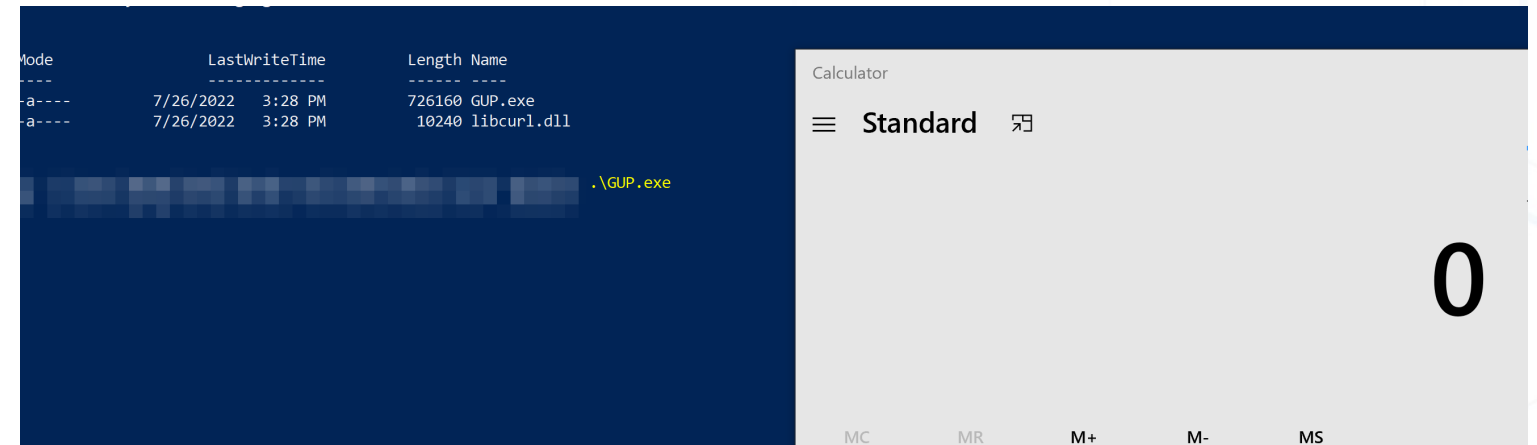 Mode LastWriteTime Length Name
---- ------------- ------ ----
-a---- 7/26/2022 3:28 PM 726160 GUP.exe
-a---- 7/26/2022 3:28 PM 10240 libcurl.dll
.\GUP.exe
Calculator
Standard
0
MC MR M+ M- MS